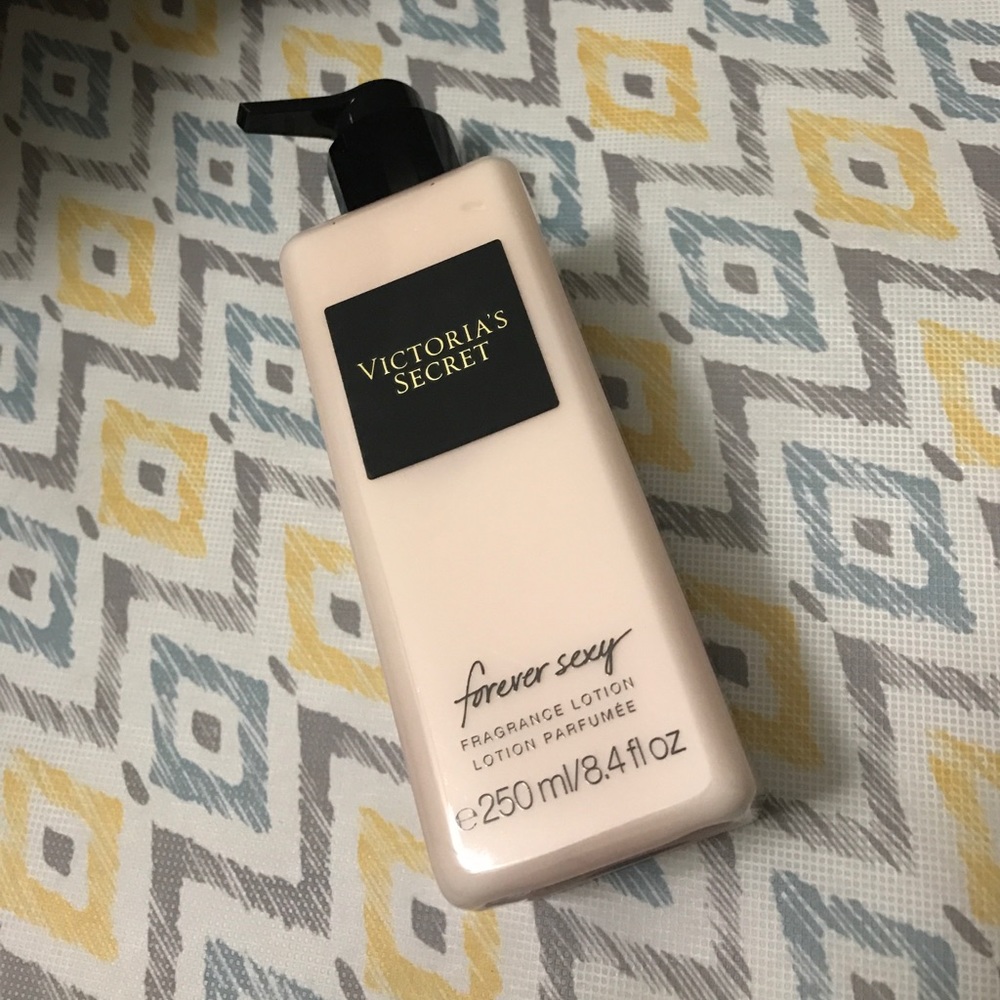 VICTORIA'S
SECRET
forever sexy
FRAGRANCE LOTION
LOTION PARFUMÉE
℮250 ml/8.4 fl oz